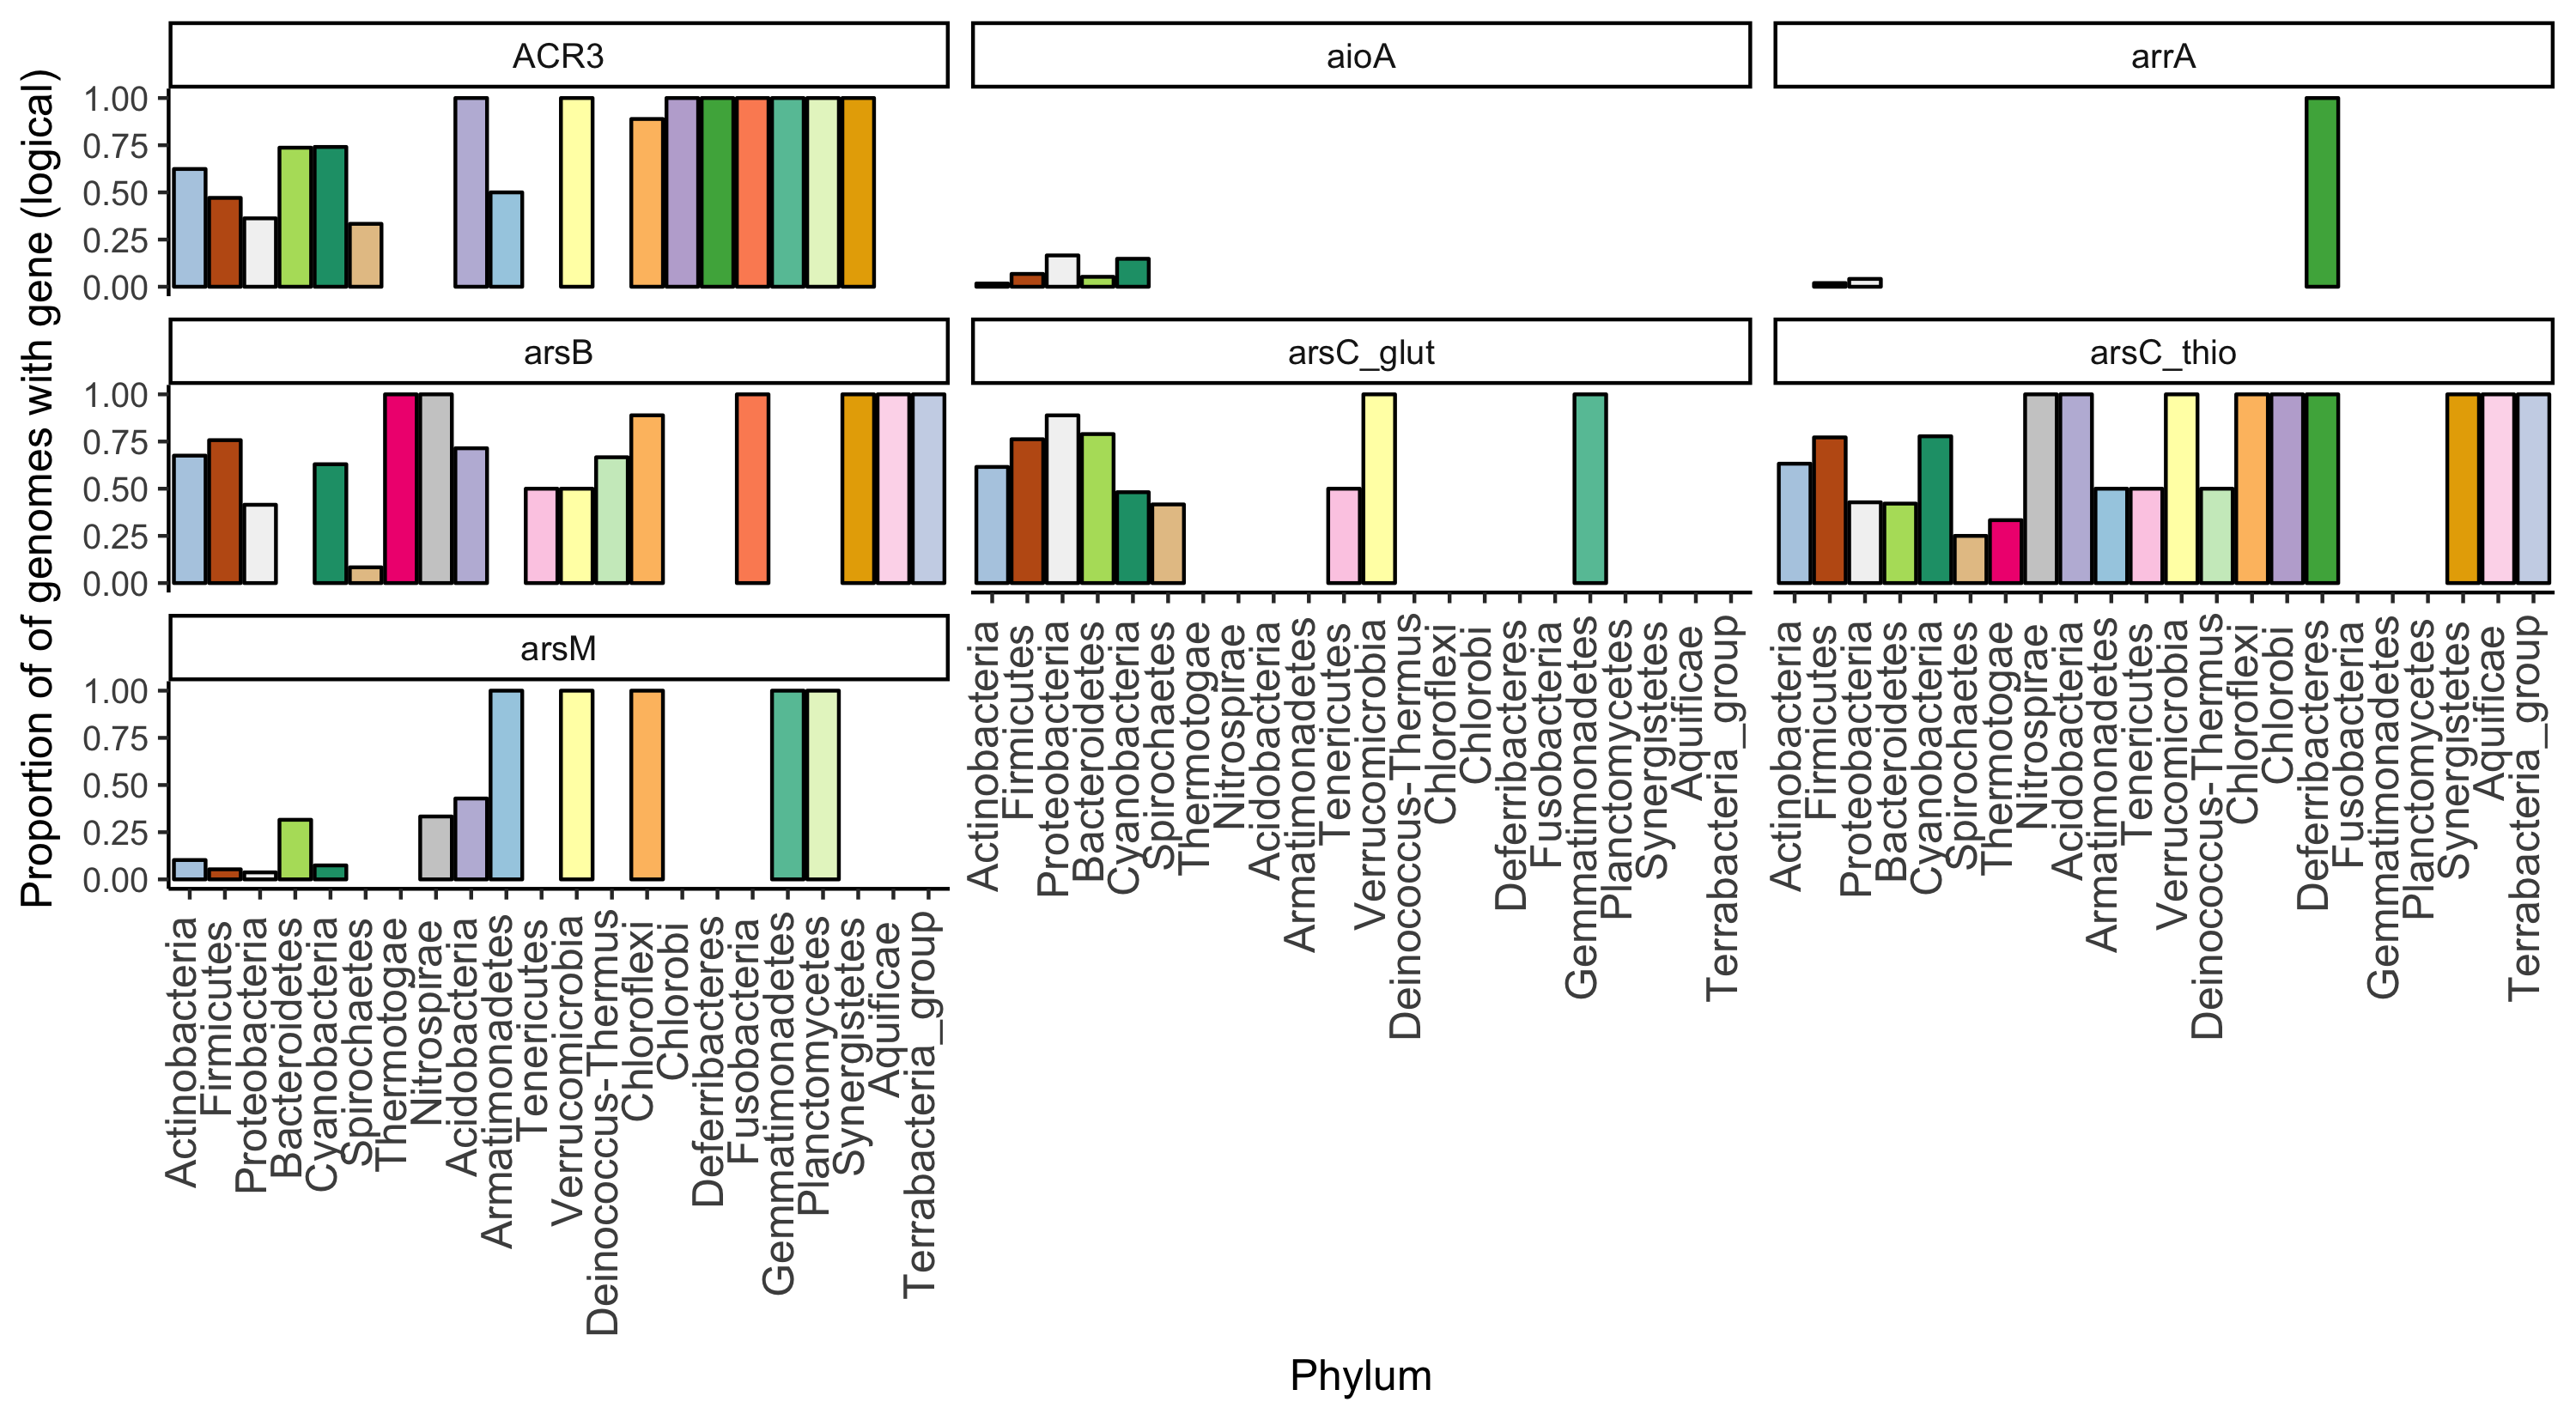 Proportion of of genomes with gene (logical)
ACR3
1.00
0.75
0.50
0.25
0.00
aioA
arrA
arsB
1.00
0.75
0.50
0.25
0.00
arsC_glut
Actinobacteria
Firmicutes
Proteobacteria
Bacteroidetes
Cyanobacteria
Spirochaetes
Thermotogae
Nitrospirae
Acidobacteria
Armatimonadetes
Tenericutes
Verrucomicrobia
Deinococcus-Thermus
Chloroflexi
Chlorobi
Deferribacteres
Fusobacteria
Gemmatimonadetes
Planctomycetes
Synergistetes
Aquificae
Terrabacteria_group
arsC_thio
Actinobacteria
Firmicutes
Proteobacteria
Bacteroidetes
Cyanobacteria
Spirochaetes
Thermotogae
Nitrospirae
Acidobacteria
Armatimonadetes
Tenericutes
Verrucomicrobia
Deinococcus-Thermus
Chloroflexi
Chlorobi
Deferribacteres
Fusobacteria
Gemmatimonadetes
Planctomycetes
Synergistetes
Aquificae
Terrabacteria_group
arsM
1.00
0.75
0.50
0.25
0.00
Actinobacteria
Firmicutes
Proteobacteria
Bacteroidetes
Cyanobacteria
Spirochaetes
Thermotogae
Nitrospirae
Acidobacteria
Armatimonadetes
Tenericutes
Verrucomicrobia
Deinococcus-Thermus
Chloroflexi
Chlorobi
Deferribacteres
Fusobacteria
Gemmatimonadetes
Planctomycetes
Synergistetes
Aquificae
Terrabacteria_group
Phylum